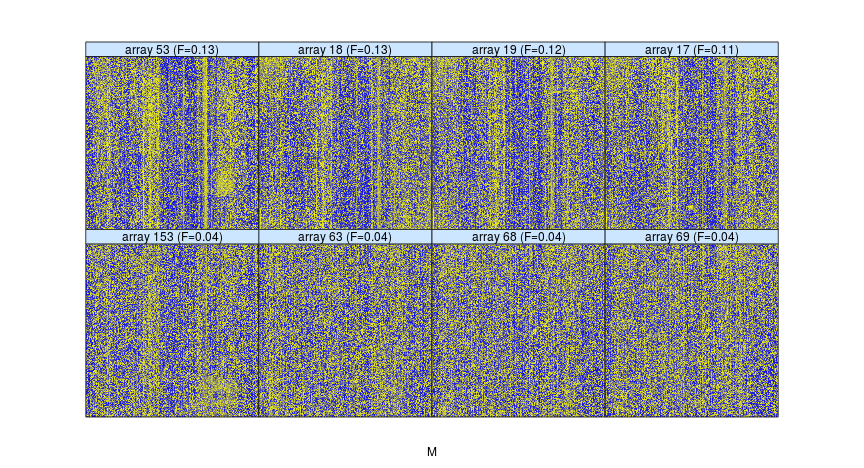 array 53 (F=0.13)
array 18 (F=0.13)
array 19 (F=0.12)
array 17 (F=0.11)
array 153 (F=0.04)
array 63 (F=0.04)
array 68 (F=0.04)
array 69 (F=0.04)
M